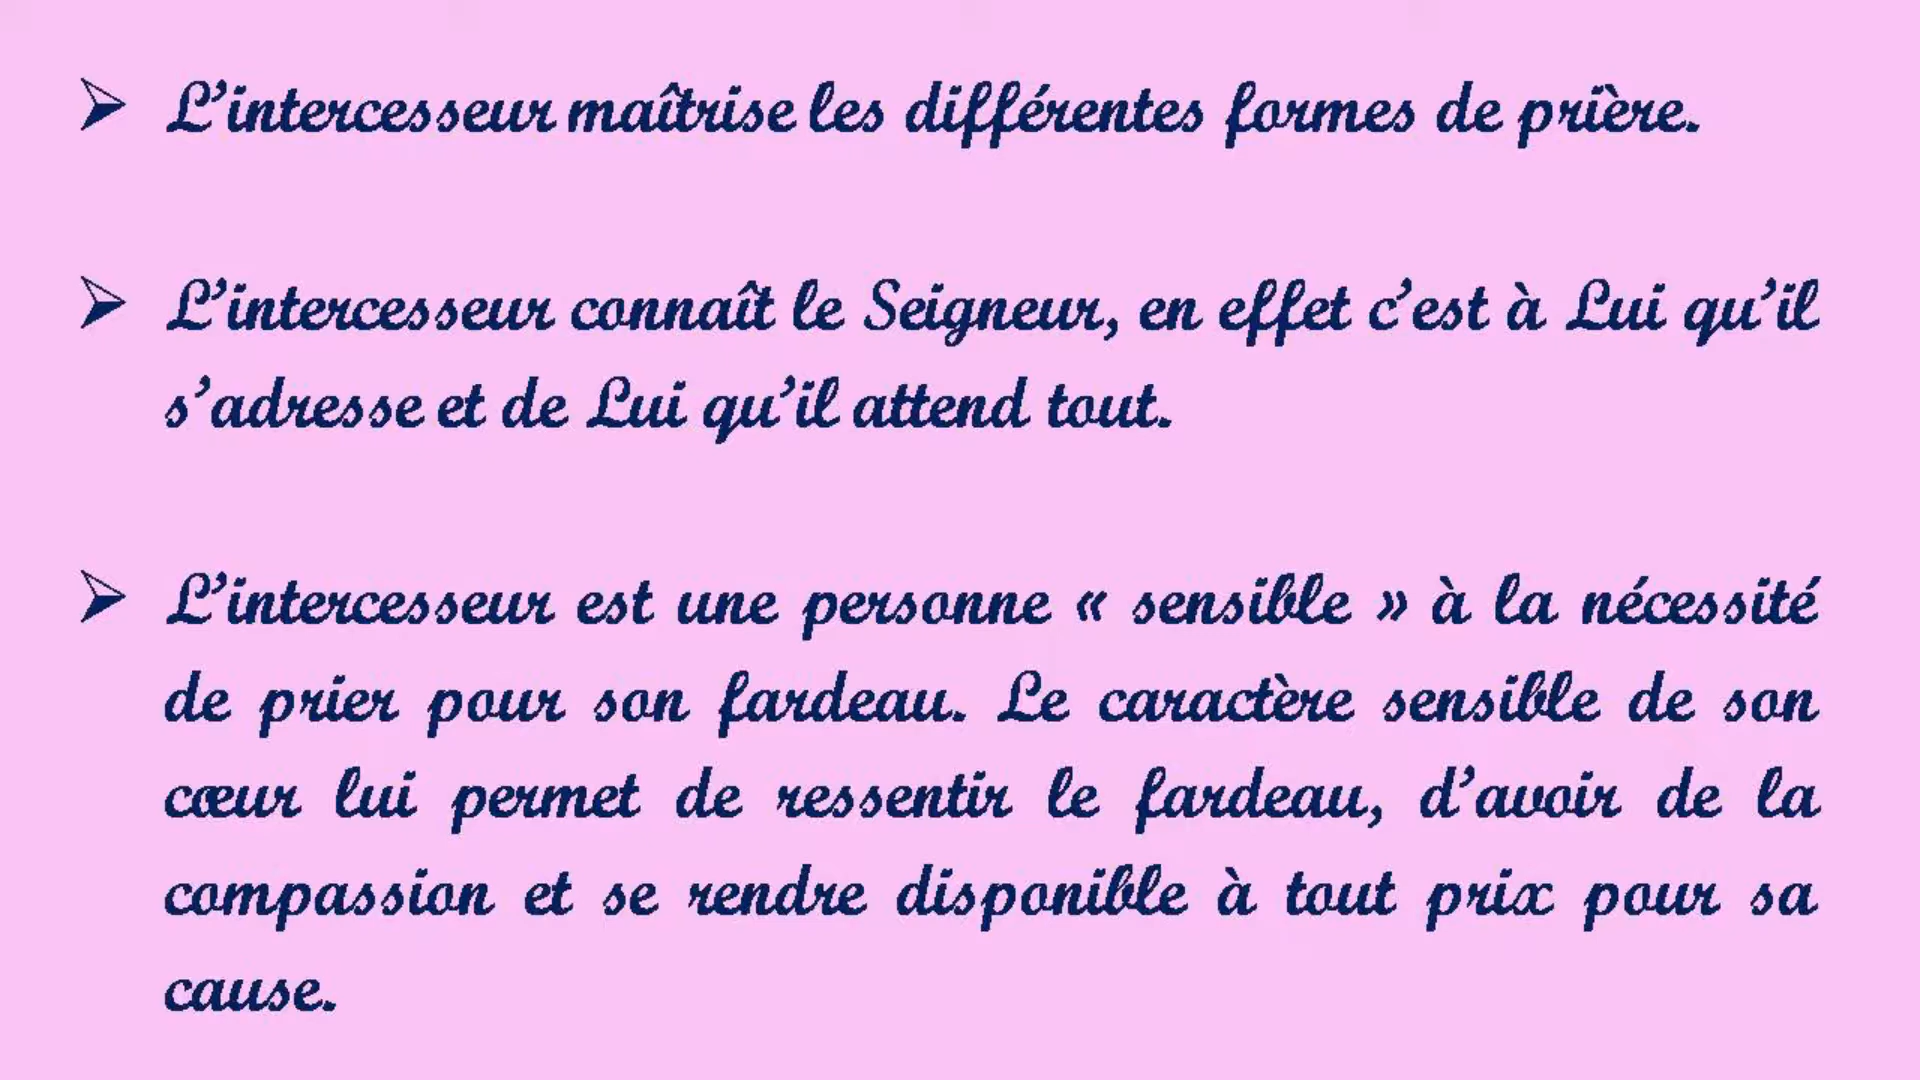 ➢ L’intercesseur maîtrise les différentes formes de prière.
➢ L’intercesseur connaît le Seigneur, en effet c’est à Lui qu’il
s’adresse et de Lui qu’il attend tout.
➢ L’intercesseur est une personne « sensible » à la nécessité
de prier pour son fardeau. Le caractère sensible de son
cœur lui permet de ressentir le fardeau, d’avoir de la
compassion et se rendre disponible à tout prix pour sa
cause.